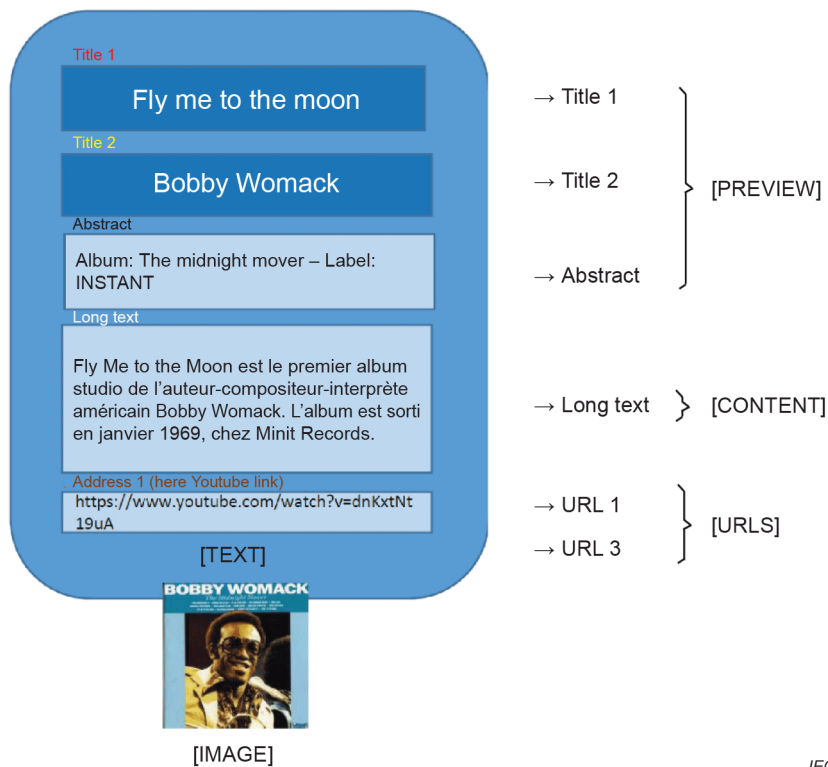 Title 1
Fly me to the moon
Title 2
Bobby Womack
Abstract
Album: The midnight mover – Label:
INSTANT
Long text
Fly Me to the Moon est le premier album
studio de l'auteur-compositeur-interprète
américain Bobby Womack. L'album est sorti
en janvier 1969, chez Minit Records.
Address 1 (here Youtube link)
https://www.youtube.com/watch?v=dnKxtNt
19uA
[TEXT]
BOBBY WOMACK
The Midnight Mover
[IMAGE]
→ Title 1
→ Title 2
→ Abstract
[PREVIEW]
→ Long text
[CONTENT]
→ URL 1
→ URL 3
[URLS]